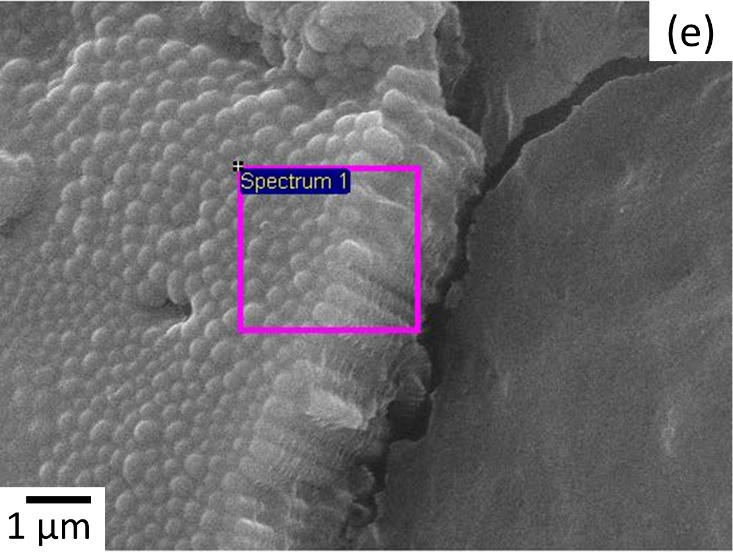 (e)
Spectrum 1
1 μm